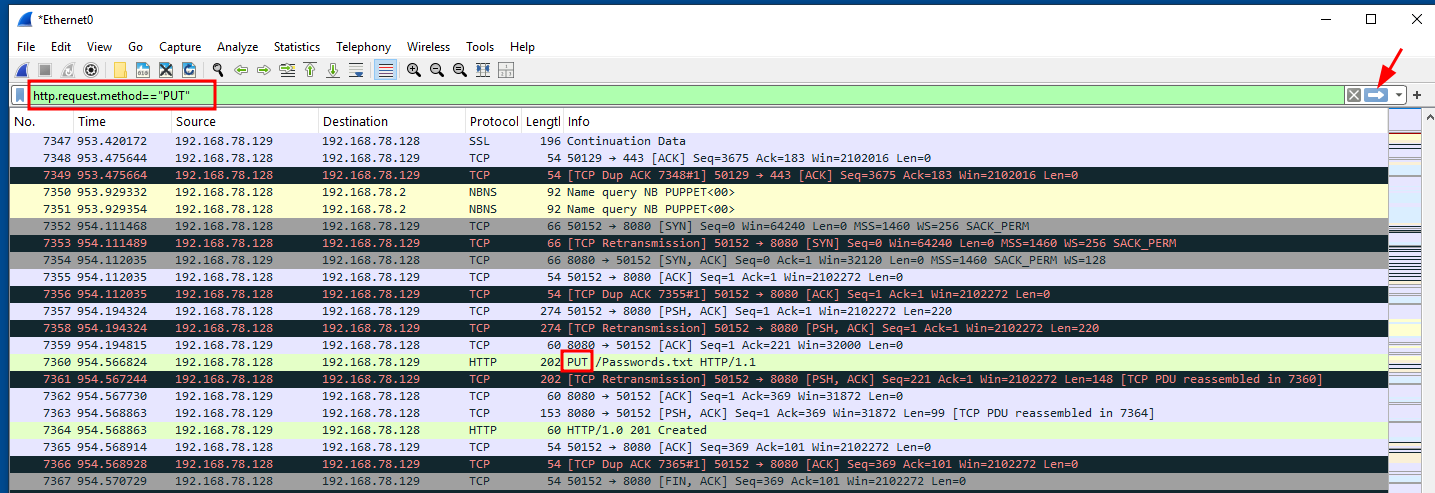 *Ethernet0
File Edit View Go Capture Analyze Statistics Telephony Wireless Tools Help
http.request.method=="PUT"
No. Time Source Destination Protocol Lengtl Info
7347 953.420172 192.168.78.129 192.168.78.128 SSL 196 Continuation Data
7348 953.475644 192.168.78.128 192.168.78.129 TCP 54 50129 → 443 [ACK] Seq=3675 Ack=183 Win=2102016 Len=0
7349 953.475664 192.168.78.128 192.168.78.129 TCP 54 [TCP Dup ACK 7348#1] 50129 → 443 [ACK] Seq=3675 Ack=183 Win=2102016 Len=0
7350 953.929332 192.168.78.128 192.168.78.2 NBNS 92 Name query NB PUPPET<00>
7351 953.929354 192.168.78.128 192.168.78.2 NBNS 92 Name query NB PUPPET<00>
7352 954.111468 192.168.78.128 192.168.78.129 TCP 66 50152 → 8080 [SYN] Seq=0 Win=64240 Len=0 MSS=1460 WS=256 SACK_PERM
7353 954.111489 192.168.78.128 192.168.78.129 TCP 66 [TCP Retransmission] 50152 → 8080 [SYN] Seq=0 Win=64240 Len=0 MSS=1460 WS=256 SACK_PERM
7354 954.112035 192.168.78.129 192.168.78.128 TCP 66 8080 → 50152 [SYN, ACK] Seq=0 Ack=1 Win=32120 Len=0 MSS=1460 SACK_PERM WS=128
7355 954.112035 192.168.78.128 192.168.78.129 TCP 54 50152 → 8080 [ACK] Seq=1 Ack=1 Win=2102272 Len=0
7356 954.112035 192.168.78.128 192.168.78.129 TCP 54 [TCP Dup ACK 7355#1] 50152 → 8080 [ACK] Seq=1 Ack=1 Win=2102272 Len=0
7357 954.194324 192.168.78.128 192.168.78.129 TCP 274 50152 → 8080 [PSH, ACK] Seq=1 Ack=1 Win=2102272 Len=220
7358 954.194324 192.168.78.128 192.168.78.129 TCP 274 [TCP Retransmission] 50152 → 8080 [PSH, ACK] Seq=1 Ack=1 Win=2102272 Len=220
7359 954.194815 192.168.78.129 192.168.78.128 TCP 60 8080 → 50152 [ACK] Seq=1 Ack=221 Win=32000 Len=0
7360 954.566824 192.168.78.128 192.168.78.129 HTTP 202 PUT /Passwords.txt HTTP/1.1
7361 954.567244 192.168.78.128 192.168.78.129 TCP 202 [TCP Retransmission] 50152 → 8080 [PSH, ACK] Seq=221 Ack=1 Win=2102272 Len=148 [TCP PDU reassembled in 7360]
7362 954.567730 192.168.78.129 192.168.78.128 TCP 60 8080 → 50152 [ACK] Seq=1 Ack=369 Win=31872 Len=0
7363 954.568863 192.168.78.129 192.168.78.128 TCP 153 8080 → 50152 [PSH, ACK] Seq=1 Ack=369 Win=31872 Len=99 [TCP PDU reassembled in 7364]
7364 954.568863 192.168.78.129 192.168.78.128 HTTP 60 HTTP/1.0 201 Created
7365 954.568914 192.168.78.128 192.168.78.129 TCP 54 50152 → 8080 [ACK] Seq=369 Ack=101 Win=2102272 Len=0
7366 954.568928 192.168.78.128 192.168.78.129 TCP 54 [TCP Dup ACK 7365#1] 50152 → 8080 [ACK] Seq=369 Ack=101 Win=2102272 Len=0
7367 954.570729 192.168.78.128 192.168.78.129 TCP 54 50152 → 8080 [FIN, ACK] Seq=369 Ack=101 Win=2102272 Len=0